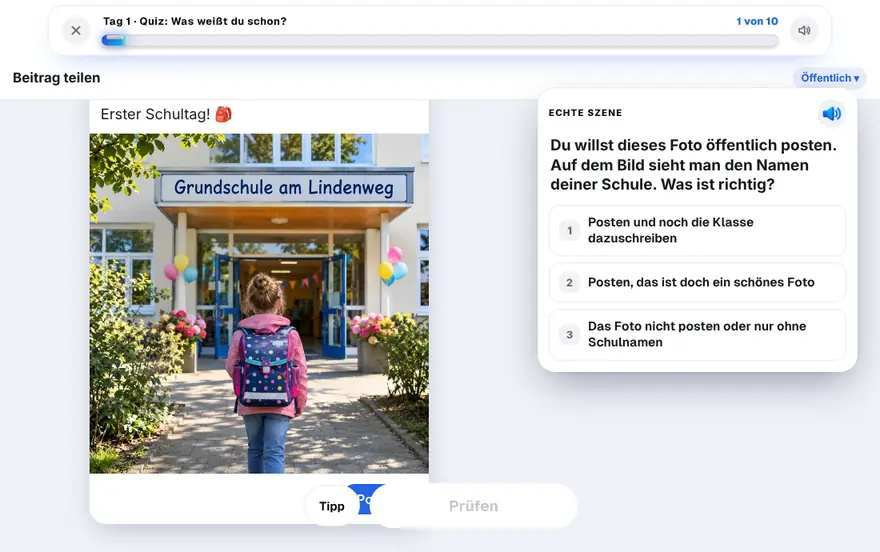 Tag 1 · Quiz: Was weißt du schon?
1 von 10
Beitrag teilen
Öffentlich ▾
Erster Schultag! 🎒
Grundschule am Lindenweg
ECHTE SZENE
Du willst dieses Foto öffentlich posten.
Auf dem Bild sieht man den Namen
deiner Schule. Was ist richtig?
1
Posten und noch die Klasse
dazuschreiben
2
Posten, das ist doch ein schönes Foto
3
Das Foto nicht posten oder nur ohne
Schulnamen
Tipp
Prüfen